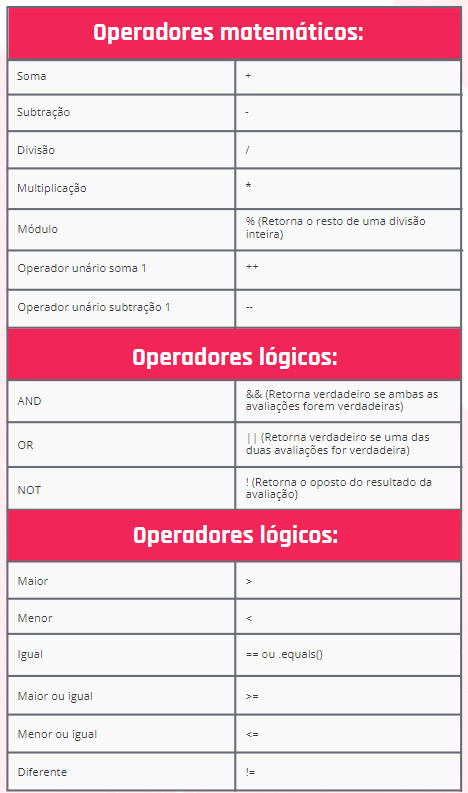 Operadores matemáticos:
Soma +
Subtração -
Divisão /
Multiplicação *
Módulo % (Retorna o resto de uma divisão
inteira)
Operador unário soma 1 ++
Operador unário subtração 1 --
Operadores lógicos:
AND && (Retorna verdadeiro se ambas as
avaliações forem verdadeiras)
OR || (Retorna verdadeiro se uma das
duas avaliações for verdadeira)
NOT ! (Retorna o oposto do resultado da
avaliação)
Operadores lógicos:
Maior >
Menor <
Igual == ou .equals()
Maior ou igual >=
Menor ou igual <=
Diferente !=